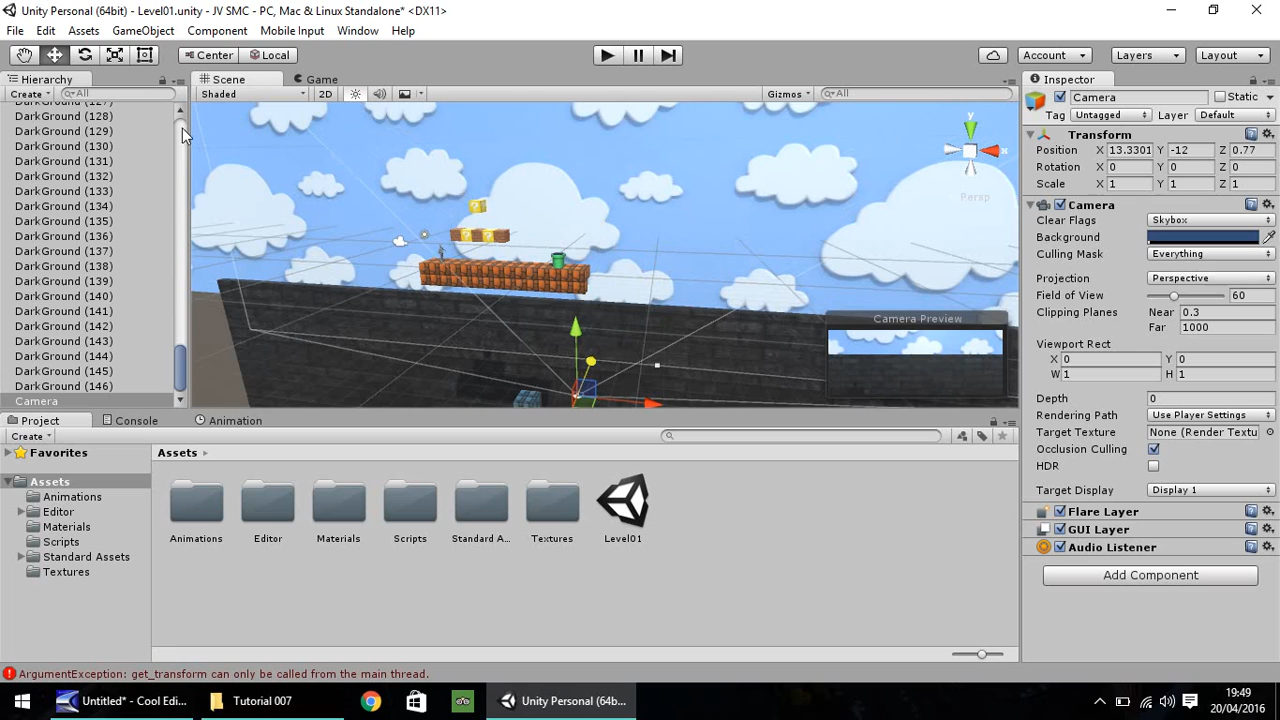 Unity Personal (64bit) - Level01.unity - JV SMC - PC, Mac & Linux Standalone* <DX11>
File Edit Assets GameObject Component Mobile Input Window Help
Center Local Account Layers Layout
Hierarchy
Create All
DarkGround (127)
DarkGround (128)
DarkGround (129)
DarkGround (130)
DarkGround (131)
DarkGround (132)
DarkGround (133)
DarkGround (134)
DarkGround (135)
DarkGround (136)
DarkGround (137)
DarkGround (138)
DarkGround (139)
DarkGround (140)
DarkGround (141)
DarkGround (142)
DarkGround (143)
DarkGround (144)
DarkGround (145)
DarkGround (146)
Camera
Scene Game
Shaded 2D Gizmos All
y
x
Persp
Camera Preview
Inspector
Camera Static
Tag Untagged Layer Default
Transform
Position X 13.3301 Y -12 Z 0.77
Rotation X 0 Y 0 Z 0
Scale X 1 Y 1 Z 1
Camera
Clear Flags Skybox
Background
Culling Mask Everything
Projection Perspective
Field of View 60
Clipping Planes Near 0.3
Far 1000
Viewport Rect
X 0 Y 0
W 1 H 1
Depth 0
Rendering Path Use Player Settings
Target Texture None (Render Textu
Occlusion Culling
HDR
Target Display Display 1
Flare Layer
GUI Layer
Audio Listener
Add Component
Project Console Animation
Create
Favorites
Assets
Animations
Editor
Materials
Scripts
Standard Assets
Textures
Assets
Animations Editor Materials Scripts Standard A... Textures Level01
ArgumentException: get_transform can only be called from the main thread.
Untitled* - Cool Edi... Tutorial 007 Unity Personal (64b...
19:49
20/04/2016